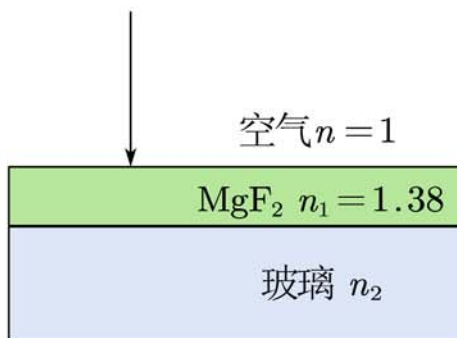 空气n = 1
MgF₂ n₁ = 1.38
玻璃 n₂